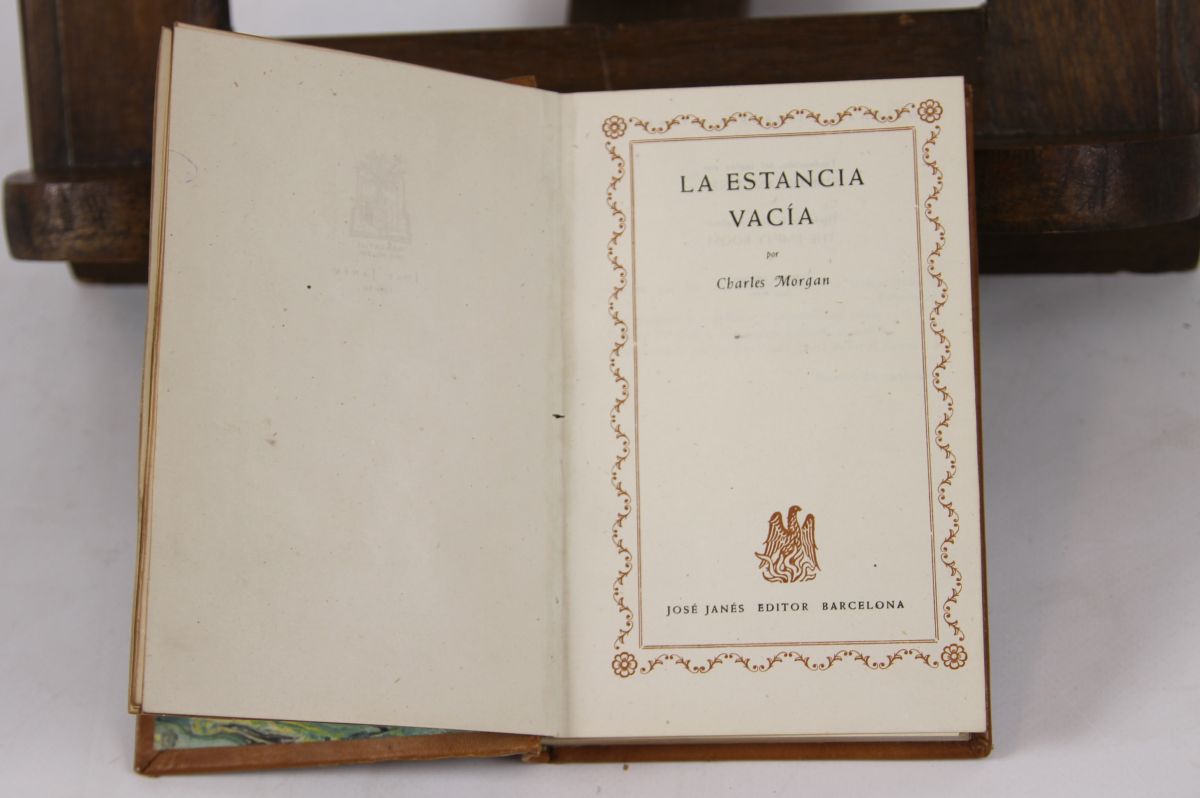 LA ESTANCIA
VACÍA
por
Charles Morgan
JOSÉ JANÉS EDITOR BARCELONA